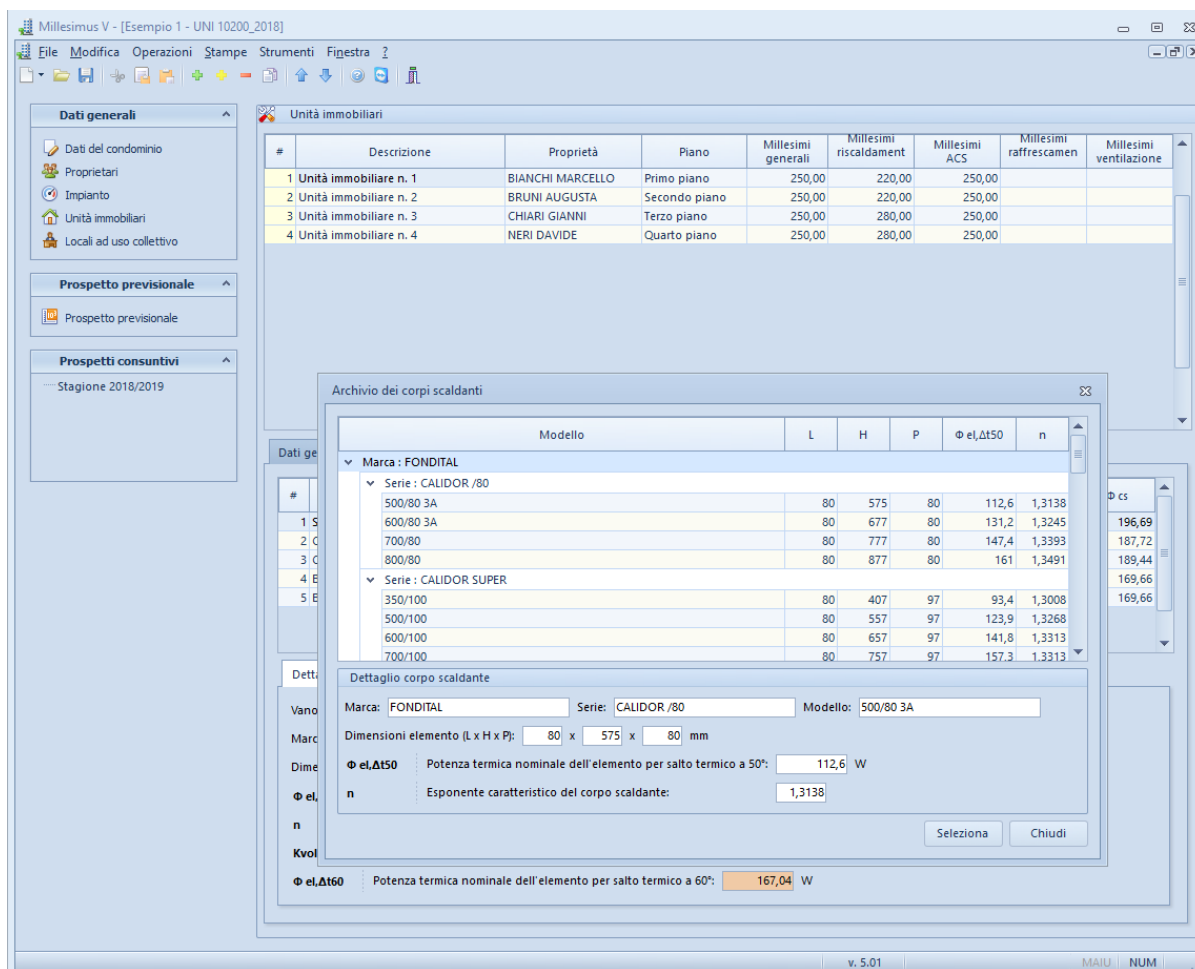 Millesimus V - [Esempio 1 - UNI 10200_2018]
File Modifica Operazioni Stampe Strumenti Finestra ?
Dati generali
Dati del condominio
Proprietari
Impianto
Unità immobiliari
Locali ad uso collettivo
Prospetto previsionale
Prospetto previsionale
Prospetti consuntivi
Stagione 2018/2019
Unità immobiliari
# Descrizione Proprietà Piano Millesimi generali Millesimi riscaldament Millesimi ACS Millesimi raffrescamen Millesimi ventilazione
1 Unità immobiliare n. 1 BIANCHI MARCELLO Primo piano 250,00 220,00 250,00
2 Unità immobiliare n. 2 BRUNI AUGUSTA Secondo piano 250,00 220,00 250,00
3 Unità immobiliare n. 3 CHIARI GIANNI Terzo piano 250,00 280,00 250,00
4 Unità immobiliare n. 4 NERI DAVIDE Quarto piano 250,00 280,00 250,00
Dati ge
# Φ cs
1 S 196,69
2 C 187,72
3 C 189,44
4 E 169,66
5 E 169,66
Archivio dei corpi scaldanti
Modello L H P Φ el,Δt50 n
Marca : FONDITAL
Serie : CALIDOR /80
500/80 3A 80 575 80 112,6 1,3138
600/80 3A 80 677 80 131,2 1,3245
700/80 80 777 80 147,4 1,3393
800/80 80 877 80 161 1,3491
Serie : CALIDOR SUPER
350/100 80 407 97 93,4 1,3008
500/100 80 557 97 123,9 1,3268
600/100 80 657 97 141,8 1,3313
700/100 80 757 97 157,3 1,3313
Dettaglio corpo scaldante
Marca: FONDITAL Serie: CALIDOR /80 Modello: 500/80 3A
Dimensioni elemento (L x H x P): 80 x 575 x 80 mm
Φ el,Δt50 Potenza termica nominale dell'elemento per salto termico a 50°: 112,6 W
n Esponente caratteristico del corpo scaldante: 1,3138
Seleziona Chiudi
Detta
Vano
Marc
Dime
Φ el,
n
Kvol
Φ el,Δt60 Potenza termica nominale dell'elemento per salto termico a 60°: 167,04 W
v. 5.01 MAIU NUM